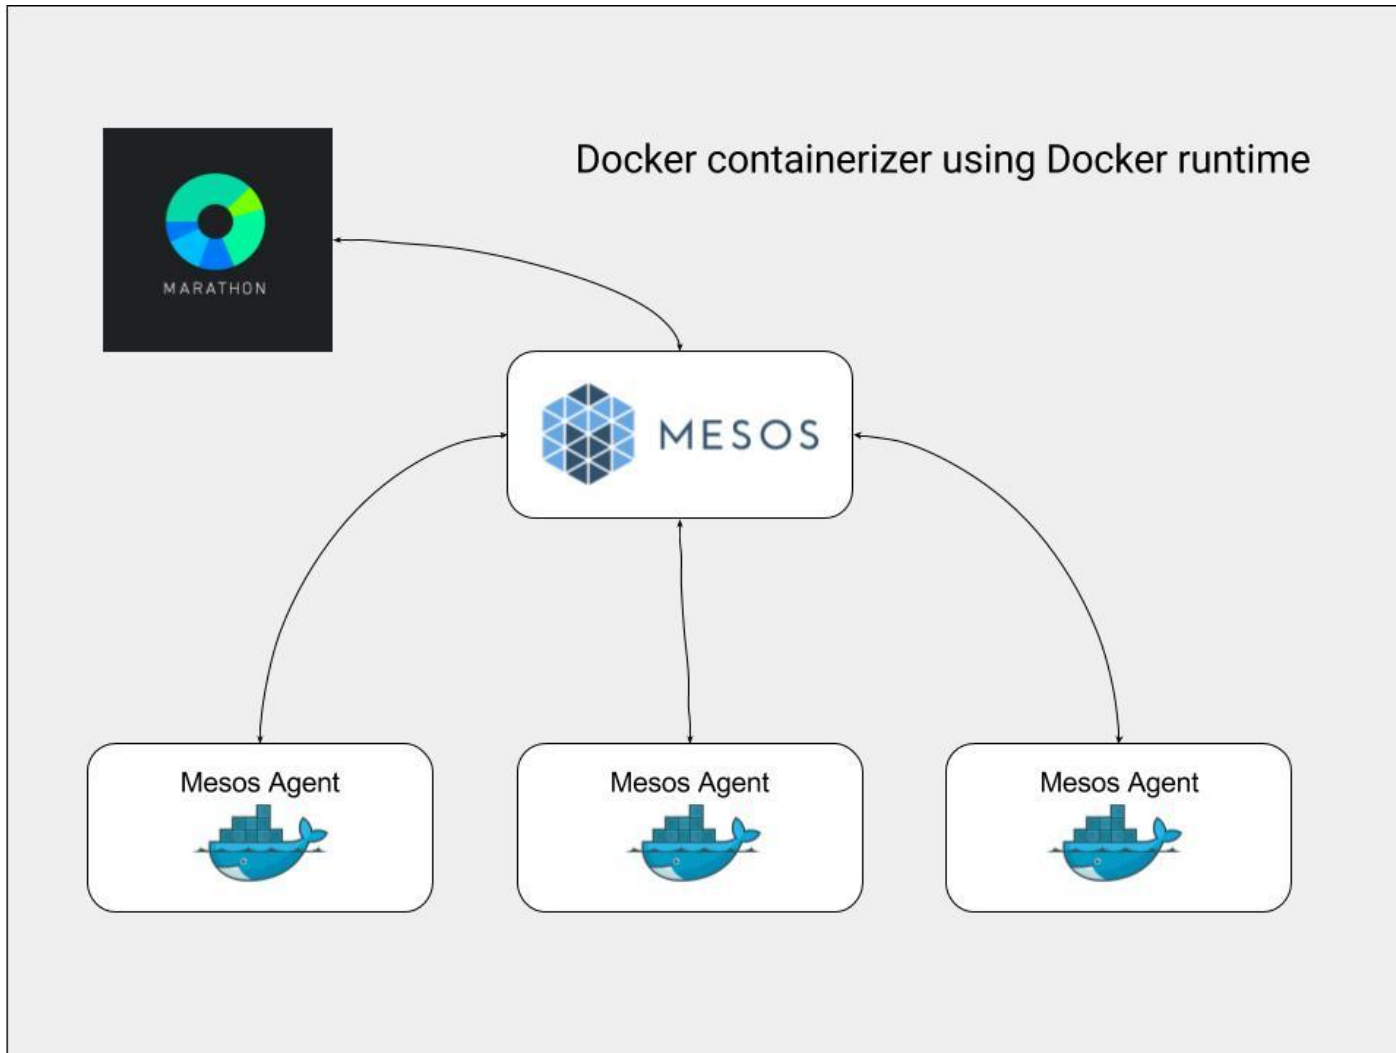 Docker containerizer using Docker runtime
MARATHON
MESOS
Mesos Agent
Mesos Agent
Mesos Agent